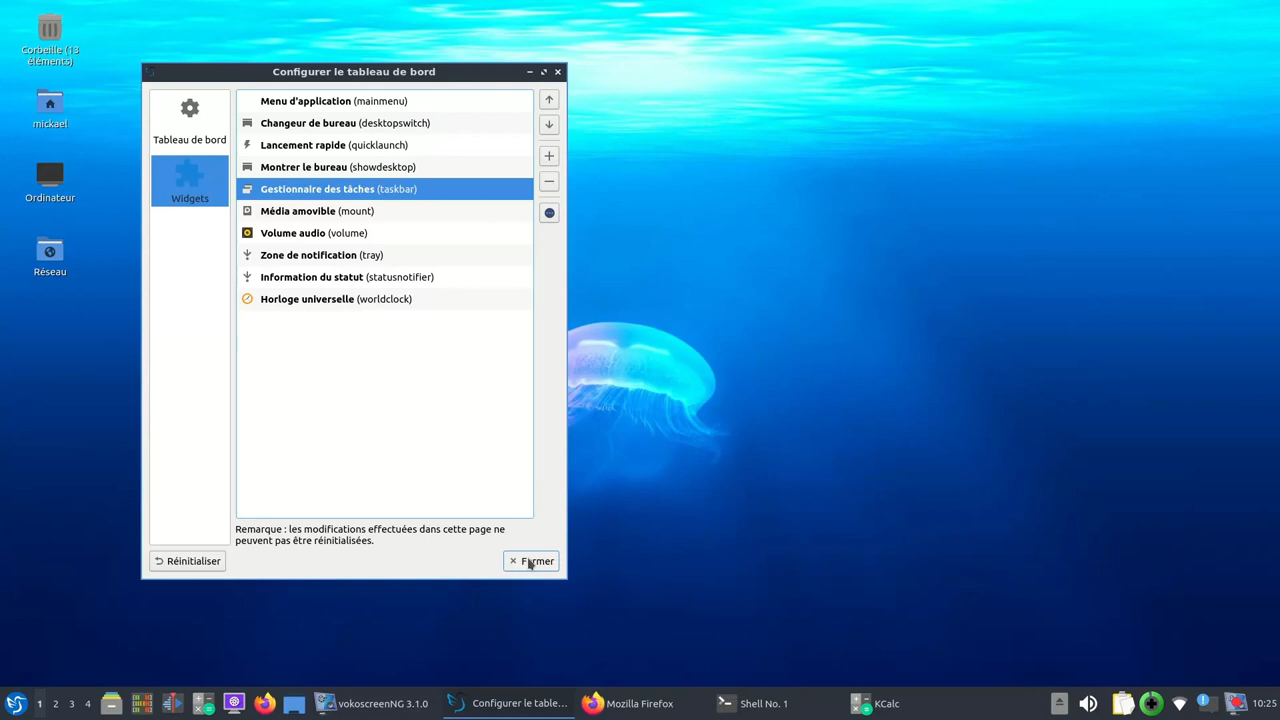 Corbeille (13
éléments)
mickael
Ordinateur
Réseau
Configurer le tableau de bord
Tableau de bord
Widgets
Menu d'application (mainmenu)
Changeur de bureau (desktopswitch)
Lancement rapide (quicklaunch)
Montrer le bureau (showdesktop)
Gestionnaire des tâches (taskbar)
Média amovible (mount)
Volume audio (volume)
Zone de notification (tray)
Information du statut (statusnotifier)
Horloge universelle (worldclock)
Remarque : les modifications effectuées dans cette page ne
peuvent pas être réinitialisées.
Réinitialiser
Fermer
1 2 3 4
vokoscreenNG 3.1.0
Configurer le table...
Mozilla Firefox
Shell No. 1
KCalc
10:25